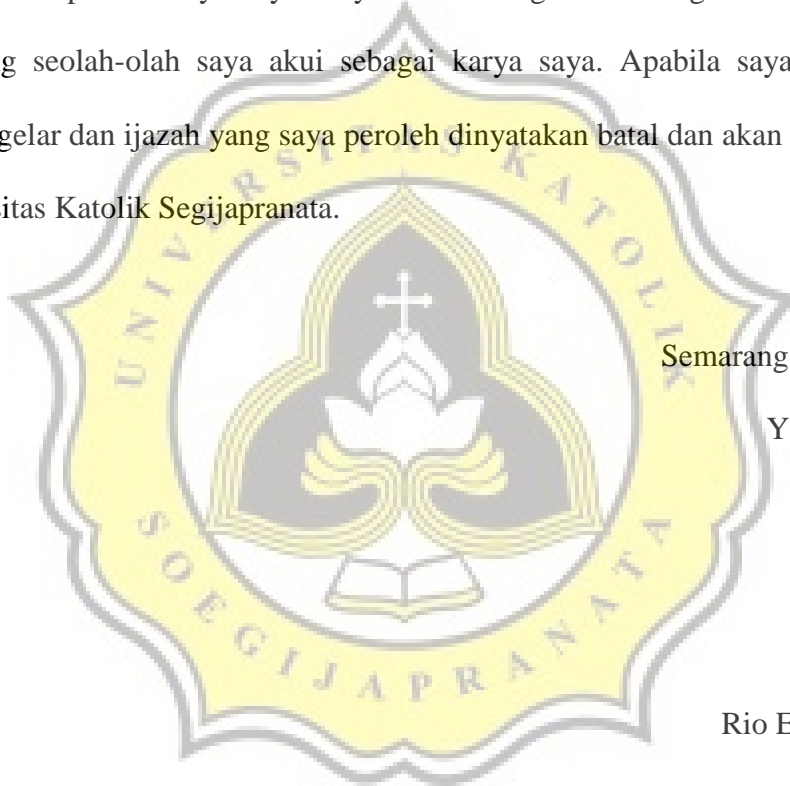 g seolah-olah saya akui sebagai karya saya. Apabila saya
gelar dan ijazah yang saya peroleh dinyatakan batal dan akan
sitas Katolik Segijapranata.
UNIVERSITAS KATOLIK
Semarang
Y
SOEGIJAPRANATA
Rio E